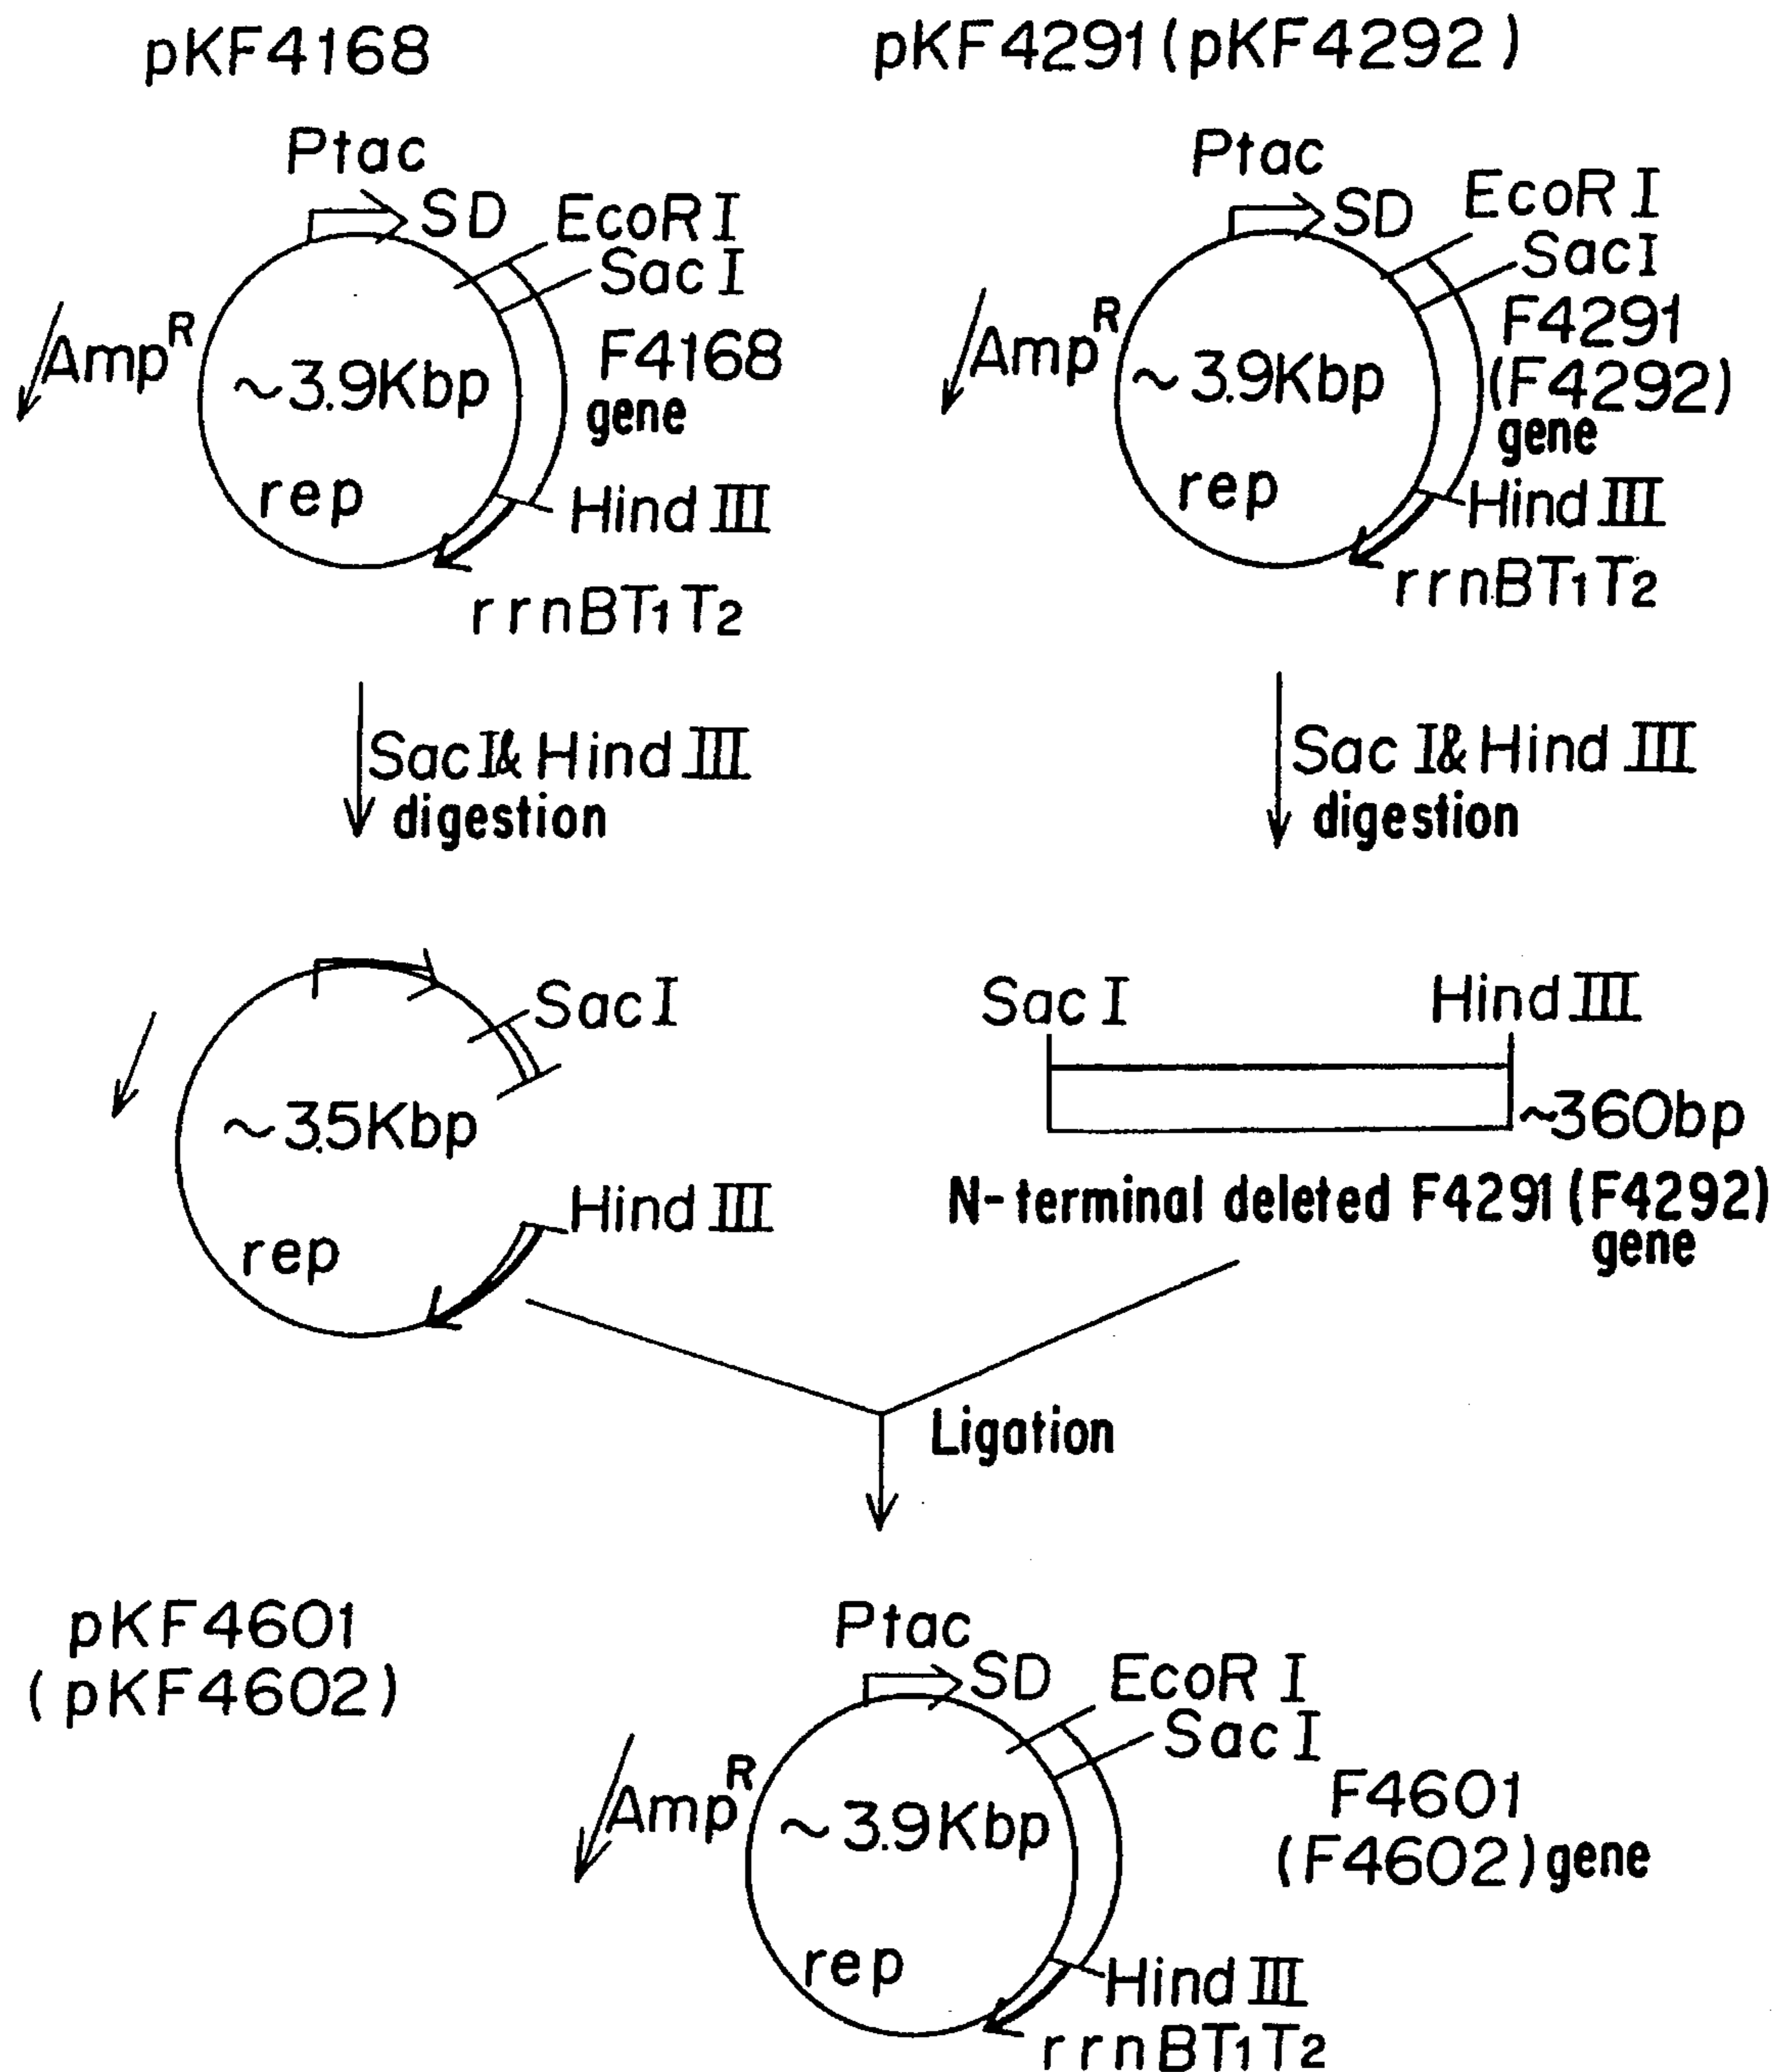 pKF4168
Ptac
SD
EcoR I
Sac I
Amp R
~3.9Kbp
F4168
gene
rep
Hind III
rrnBT1T2
pKF4291(pKF4292)
Ptac
SD
EcoR I
Sac I
Amp R
~3.9Kbp
F4291
(F4292)
gene
rep
Hind III
rrnBT1T2
Sac I& Hind III
digestion
Sac I& Hind III
digestion
Sac I
~3.5Kbp
Hind III
rep
Sac I
Hind III
~360bp
N-terminal deleted F4291(F4292)
gene
Ligation
pKF4601
(pKF4602)
Ptac
SD
EcoR I
Sac I
Amp R
~3.9Kbp
F4601
(F4602)gene
rep
Hind III
rrnBT1T2